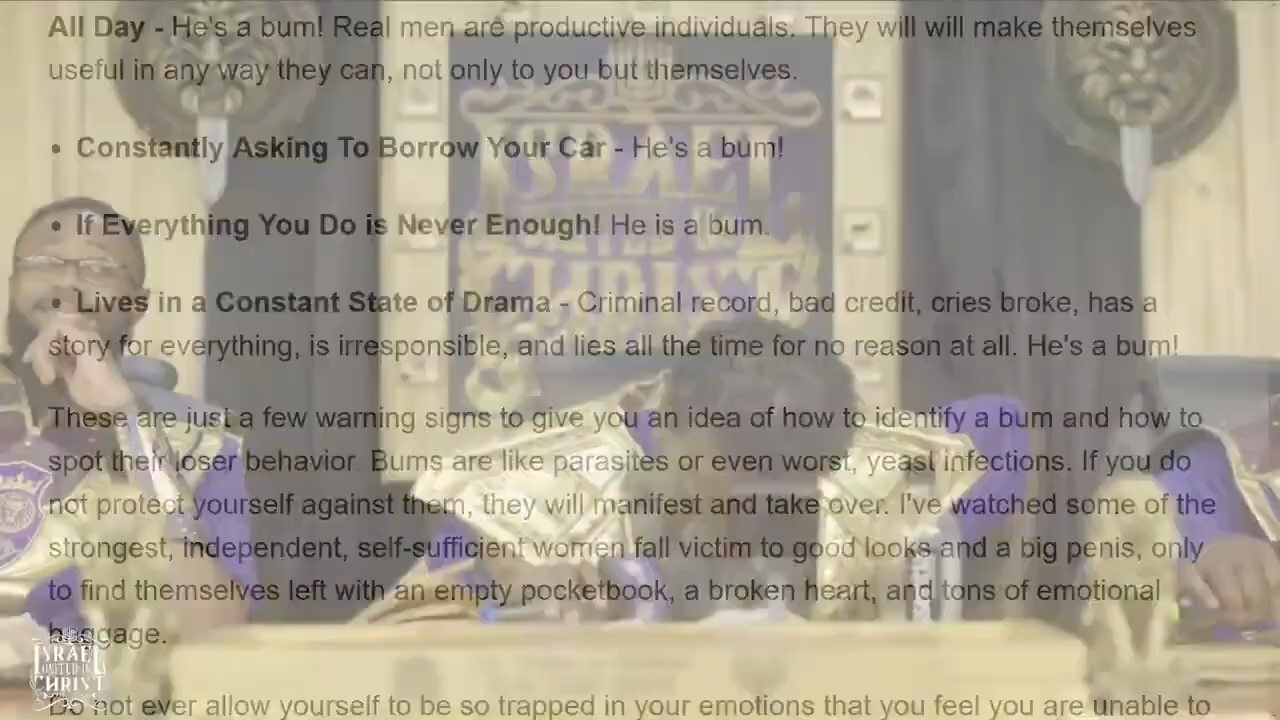 All Day - He's a bum! Real men are productive individuals. They will will make themselves
useful in any way they can, not only to you but themselves.
• Constantly Asking To Borrow Your Car - He's a bum!
• If Everything You Do is Never Enough! He is a bum.
• Lives in a Constant State of Drama - Criminal record, bad credit, cries broke, has a
story for everything, is irresponsible, and lies all the time for no reason at all. He's a bum!
These are just a few warning signs to give you an idea of how to identify a bum and how to
spot their loser behavior. Bums are like parasites or even worst, yeast infections. If you do
not protect yourself against them, they will manifest and take over. I've watched some of the
strongest, independent, self-sufficient women fall victim to good looks and a big penis, only
to find themselves left with an empty pocketbook, a broken heart, and tons of emotional
baggage.
Do not ever allow yourself to be so trapped in your emotions that you feel you are unable to
ISRAEL
UNITED IN
CHRIST
ISRAEL
UNITED IN
CHRIST